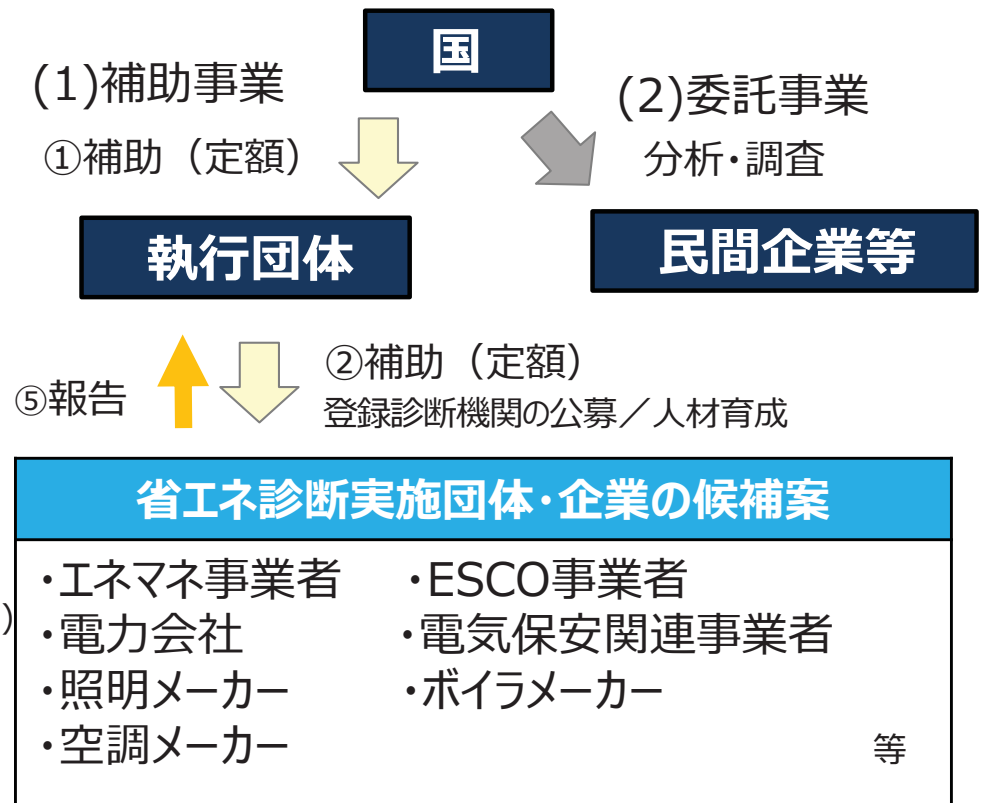 国
(1)補助事業
(2)委託事業
①補助（定額）
分析・調査
執行団体
民間企業等
②補助（定額）
⑤報告
登録診断機関の公募／人材育成
省エネ診断実施団体・企業の候補案
・エネマネ事業者 ・ESCO事業者
)
・電力会社 ・電気保安関連事業者
・照明メーカー ・ボイラメーカー
・空調メーカー 等